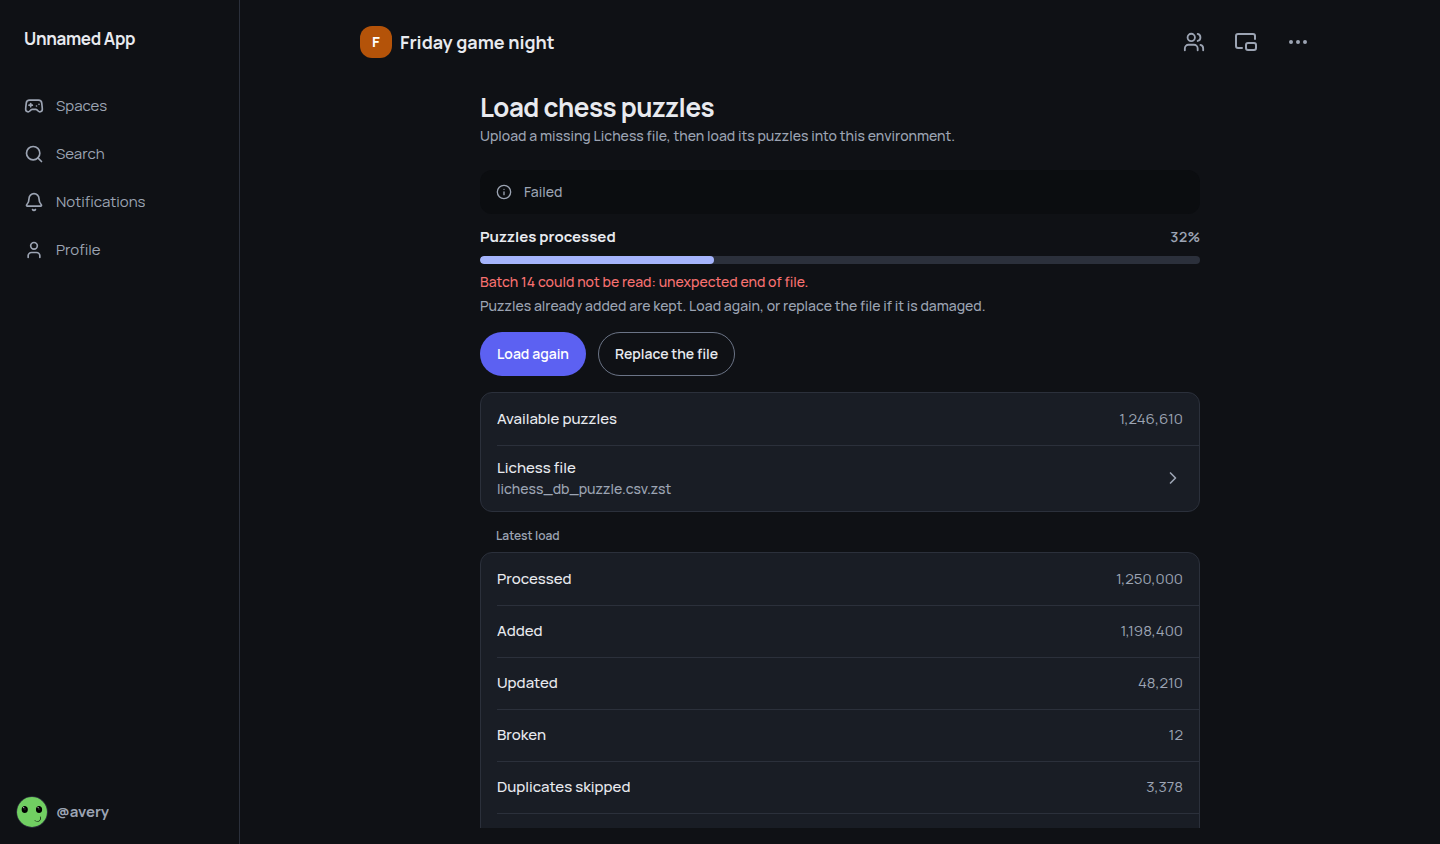 Unnamed App
Spaces
Search
Notifications
Profile
@avery
F
Friday game night
Load chess puzzles
Upload a missing Lichess file, then load its puzzles into this environment.
Failed
Puzzles processed
32%
Batch 14 could not be read: unexpected end of file.
Puzzles already added are kept. Load again, or replace the file if it is damaged.
Load again
Replace the file
Available puzzles
1,246,610
Lichess file
lichess_db_puzzle.csv.zst
Latest load
Processed
1,250,000
Added
1,198,400
Updated
48,210
Broken
12
Duplicates skipped
3,378